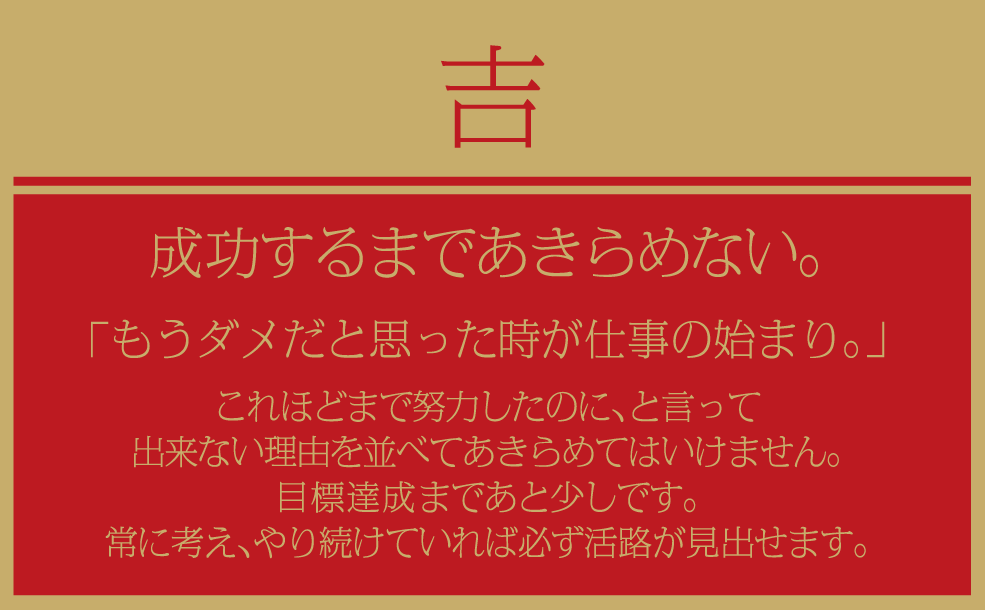 吉
成功するまであきらめない。
「もうダメだと思った時が仕事の始まり。」
これほどまで努力したのに、と言って
出来ない理由を並べてあきらめてはいけません。
目標達成まであと少しです。
常に考え、やり続けていれば必ず活路が見出せます。